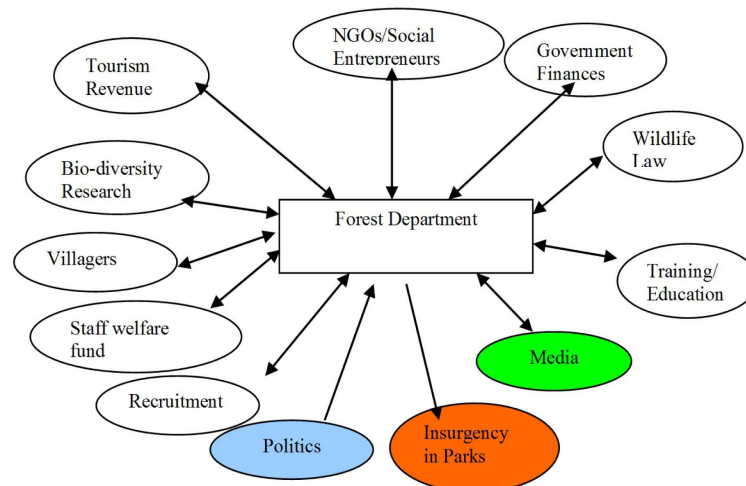 NGOs/Social
Entrepreneurs
Government
Finances
Tourism
Revenue
Wildlife
Law
Bio-diversity
Research
Forest Department
Villagers
Training/
Education
Staff welfare
fund
Media
Recruitment
Politics
Insurgency
in Parks